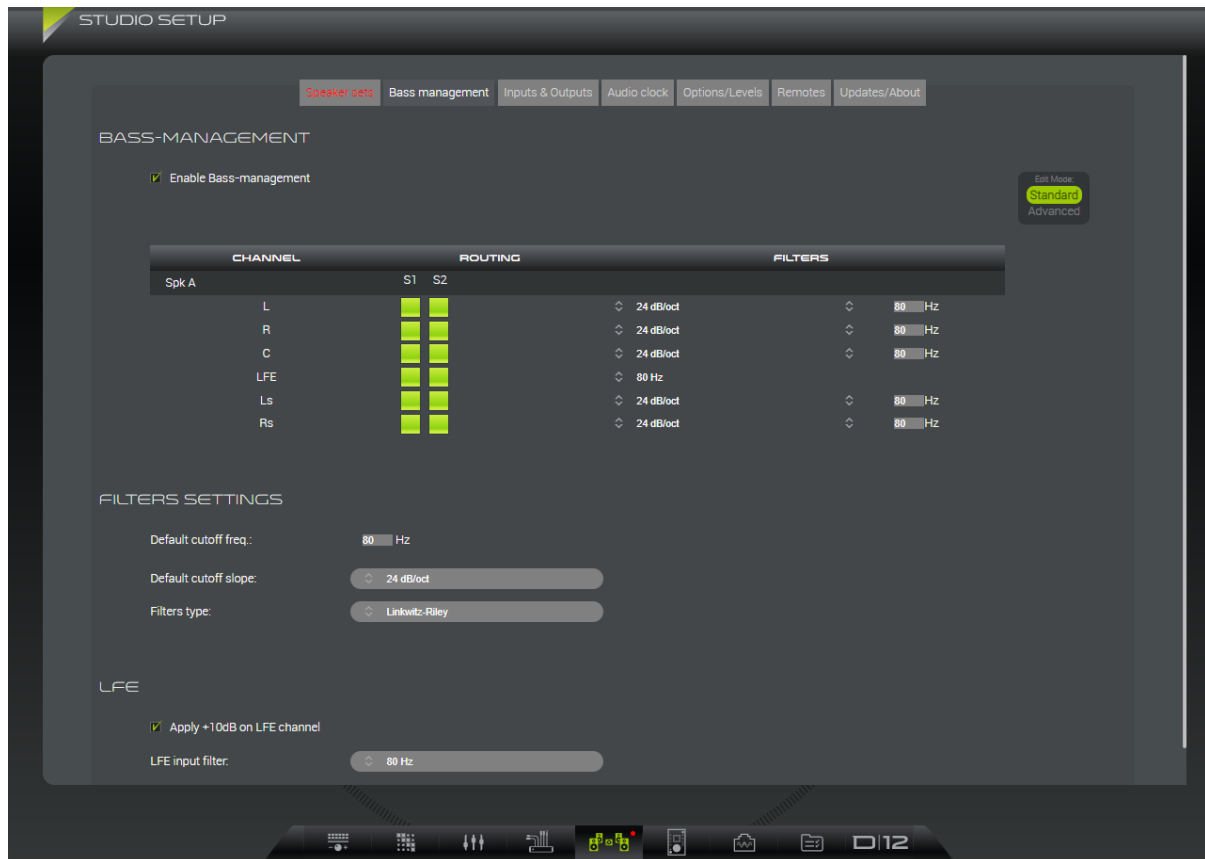 STUDIO SETUP
Speaker sets Bass management Inputs & Outputs Audio clock Options/Levels Remotes Updates/About
BASS-MANAGEMENT
Enable Bass-management
Edit Mode:
Standard
Advanced
CHANNEL ROUTING FILTERS
Spk A S1 S2
L 24 dB/oct 80 Hz
R 24 dB/oct 80 Hz
C 24 dB/oct 80 Hz
LFE 80 Hz
Ls 24 dB/oct 80 Hz
Rs 24 dB/oct 80 Hz
FILTERS SETTINGS
Default cutoff freq.: 80 Hz
Default cutoff slope: 24 dB/oct
Filters type: Linkwitz-Riley
LFE
Apply +10dB on LFE channel
LFE input filter: 80 Hz
D|12